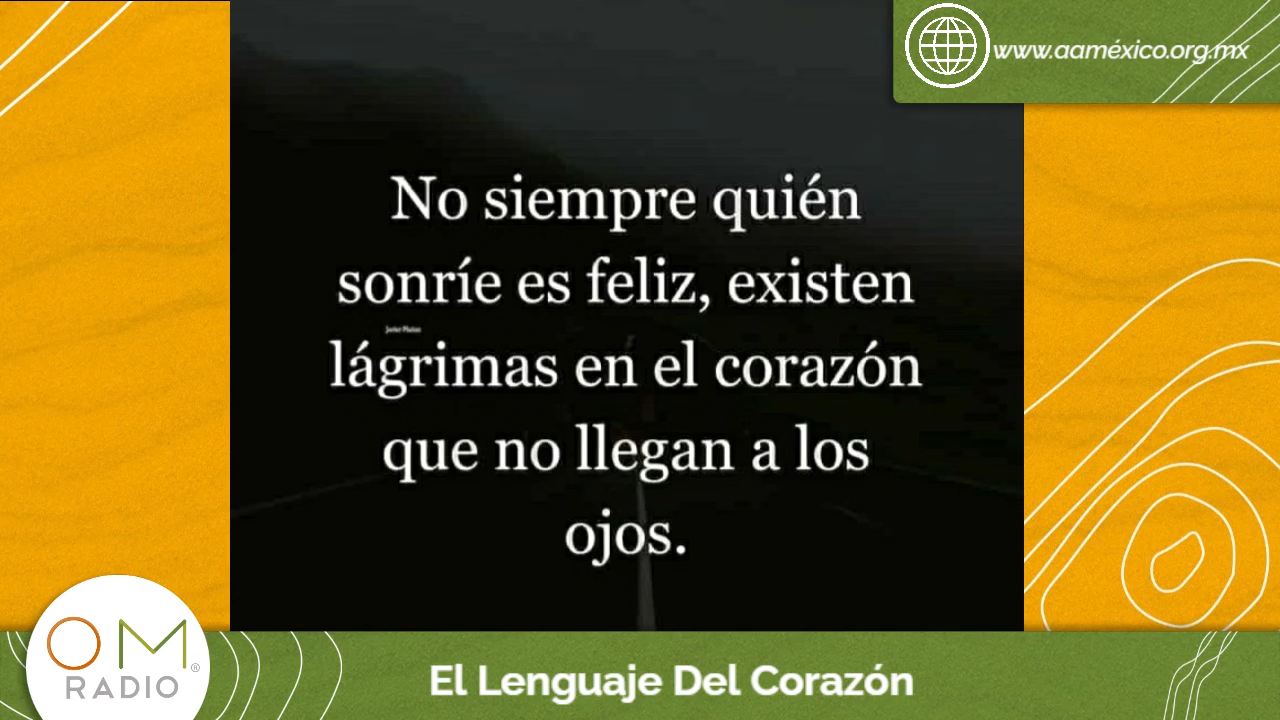 www.aaméxico.org.mx
No siempre quién
sonríe es feliz, existen
lágrimas en el corazón
que no llegan a los
ojos.
OM®
RADIO
El Lenguaje Del Corazón